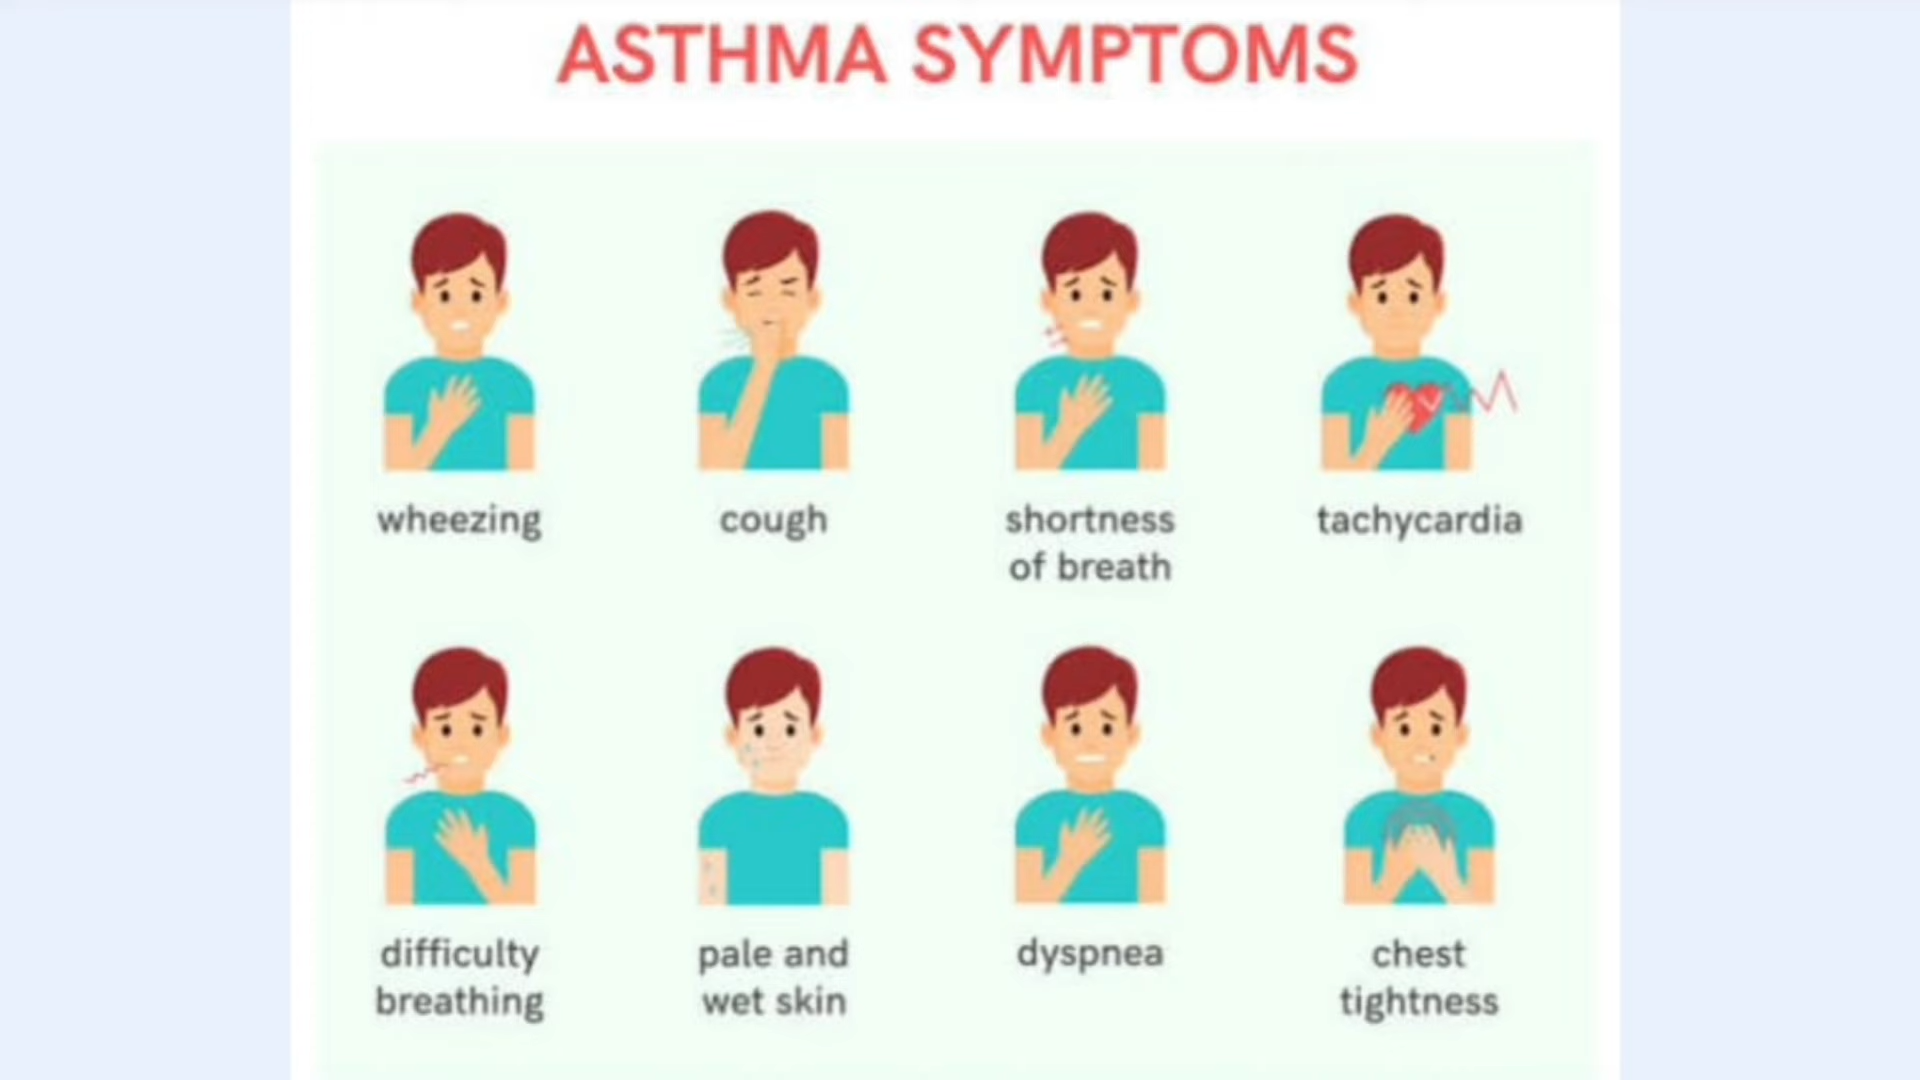 ASTHMA SYMPTOMS
wheezing
cough
shortness
of breath
tachycardia
difficulty
breathing
pale and
wet skin
dyspnea
chest
tightness